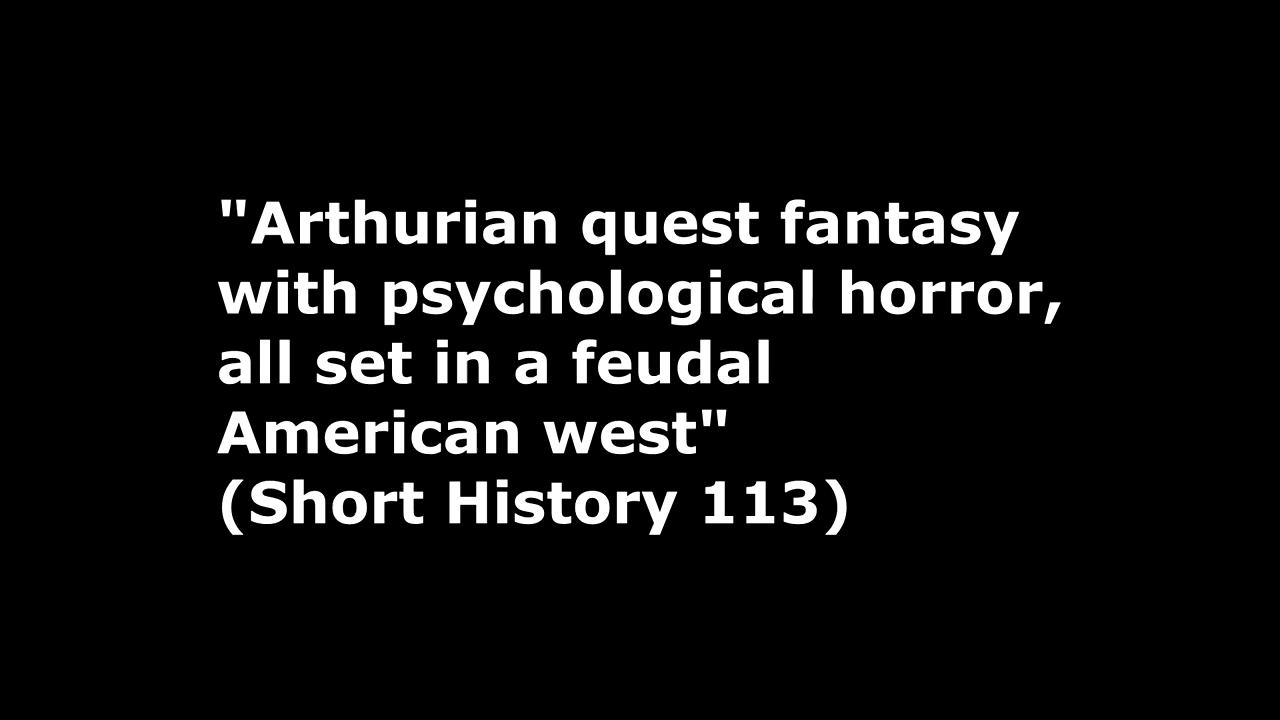 "Arthurian quest fantasy
with psychological horror,
all set in a feudal
American west"
(Short History 113)